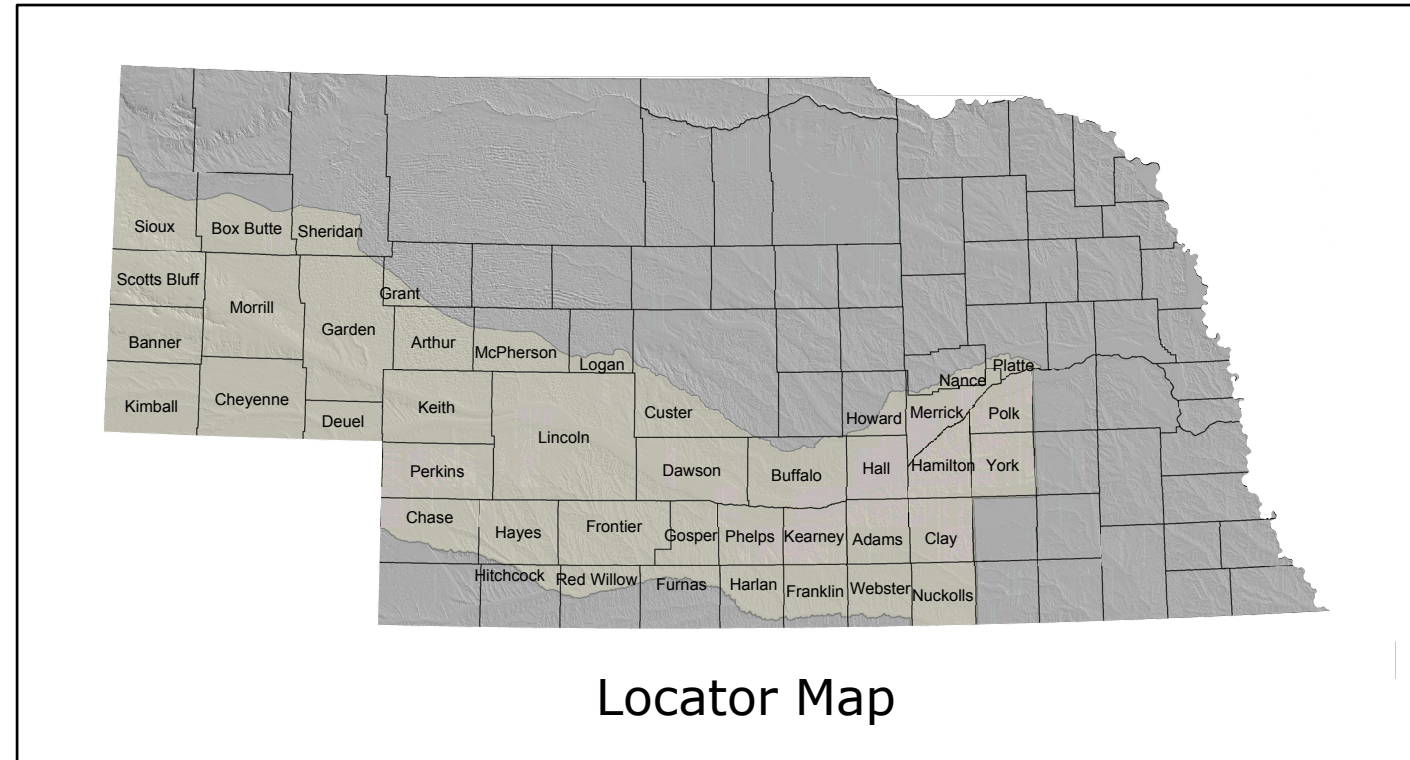 Sioux
Box Butte
Sheridan
Scotts Bluff
Morrill
Grant
Garden
Banner
Arthur
McPherson
Logan
Platte
Nance
Kimball
Cheyenne
Deuel
Keith
Custer
Howard
Merrick
Polk
Lincoln
Perkins
Dawson
Buffalo
Hall
Hamilton
York
Chase
Hayes
Frontier
Gosper
Phelps
Kearney
Adams
Clay
Hitchcock
Red Willow
Furnas
Harlan
Franklin
Webster
Nuckolls
Locator Map